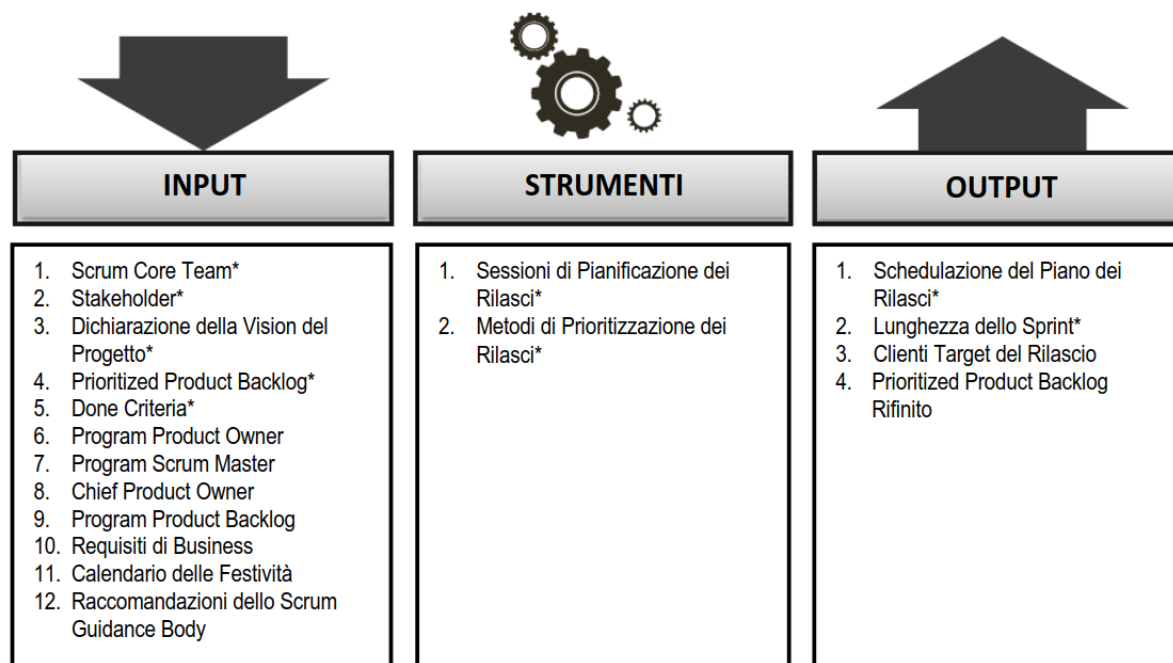 INPUT
1. Scrum Core Team*
2. Stakeholder*
3. Dichiarazione della Vision del
Progetto*
4. Prioritized Product Backlog*
5. Done Criteria*
6. Program Product Owner
7. Program Scrum Master
8. Chief Product Owner
9. Program Product Backlog
10. Requisiti di Business
11. Calendario delle Festività
12. Raccomandazioni dello Scrum
Guidance Body
STRUMENTI
1. Sessioni di Pianificazione dei
Rilasci*
2. Metodi di Prioritizzazione dei
Rilasci*
OUTPUT
1. Schedulazione del Piano dei
Rilasci*
2. Lunghezza dello Sprint*
3. Clienti Target del Rilascio
4. Prioritized Product Backlog
Rifinito